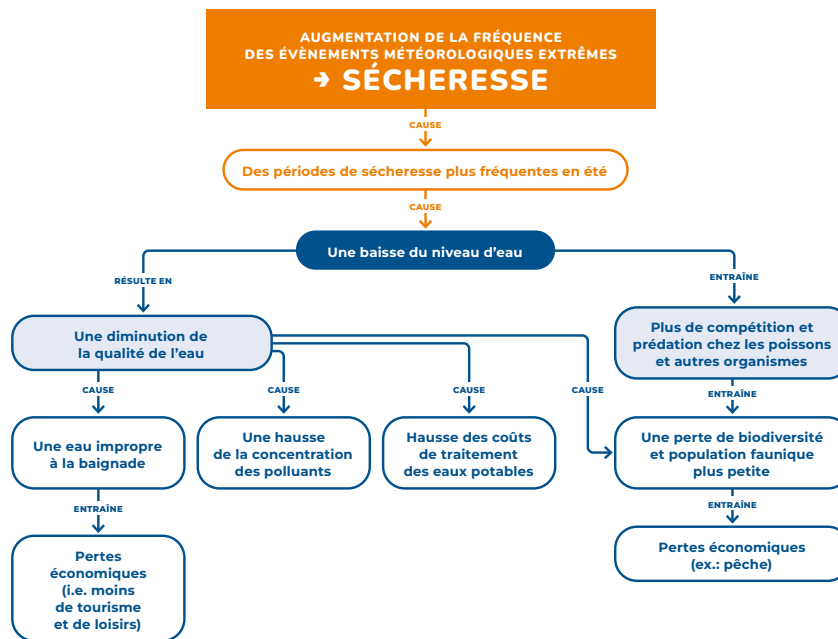 AUGMENTATION DE LA FRÉQUENCE
DES ÉVÈNEMENTS MÉTÉOROLOGIQUES EXTRÊMES
→ SÉCHERESSE
CAUSE
Des périodes de sécheresse plus fréquentes en été
CAUSE
Une baisse du niveau d'eau
RÉSULTE EN
ENTRAÎNE
Une diminution de
la qualité de l'eau
Plus de compétition et
prédation chez les poissons
et autres organismes
CAUSE
CAUSE
CAUSE
CAUSE
ENTRAÎNE
Une eau impropre
à la baignade
Une hausse
de la concentration
des polluants
Hausse des coûts
de traitement
des eaux potables
Une perte de biodiversité
et population faunique
plus petite
ENTRAÎNE
ENTRAÎNE
Pertes
économiques
(i.e. moins
de tourisme
et de loisirs)
Pertes économiques
(ex.: pêche)